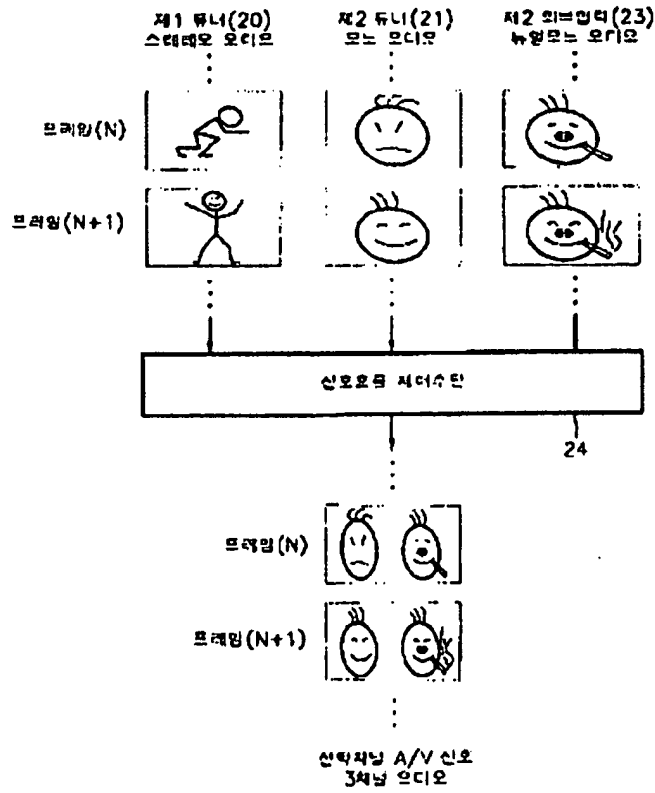 제1 튜너(20)
스테레오 오디오
제2 튜너(21)
모노 오디오
제2 외부입력(23)
듀얼모노 오디오
프레임(N)
프레임(N+1)
신호흐름 제어수단
24
프레임(N)
프레임(N+1)
선택채널 A/V 신호
3채널 오디오